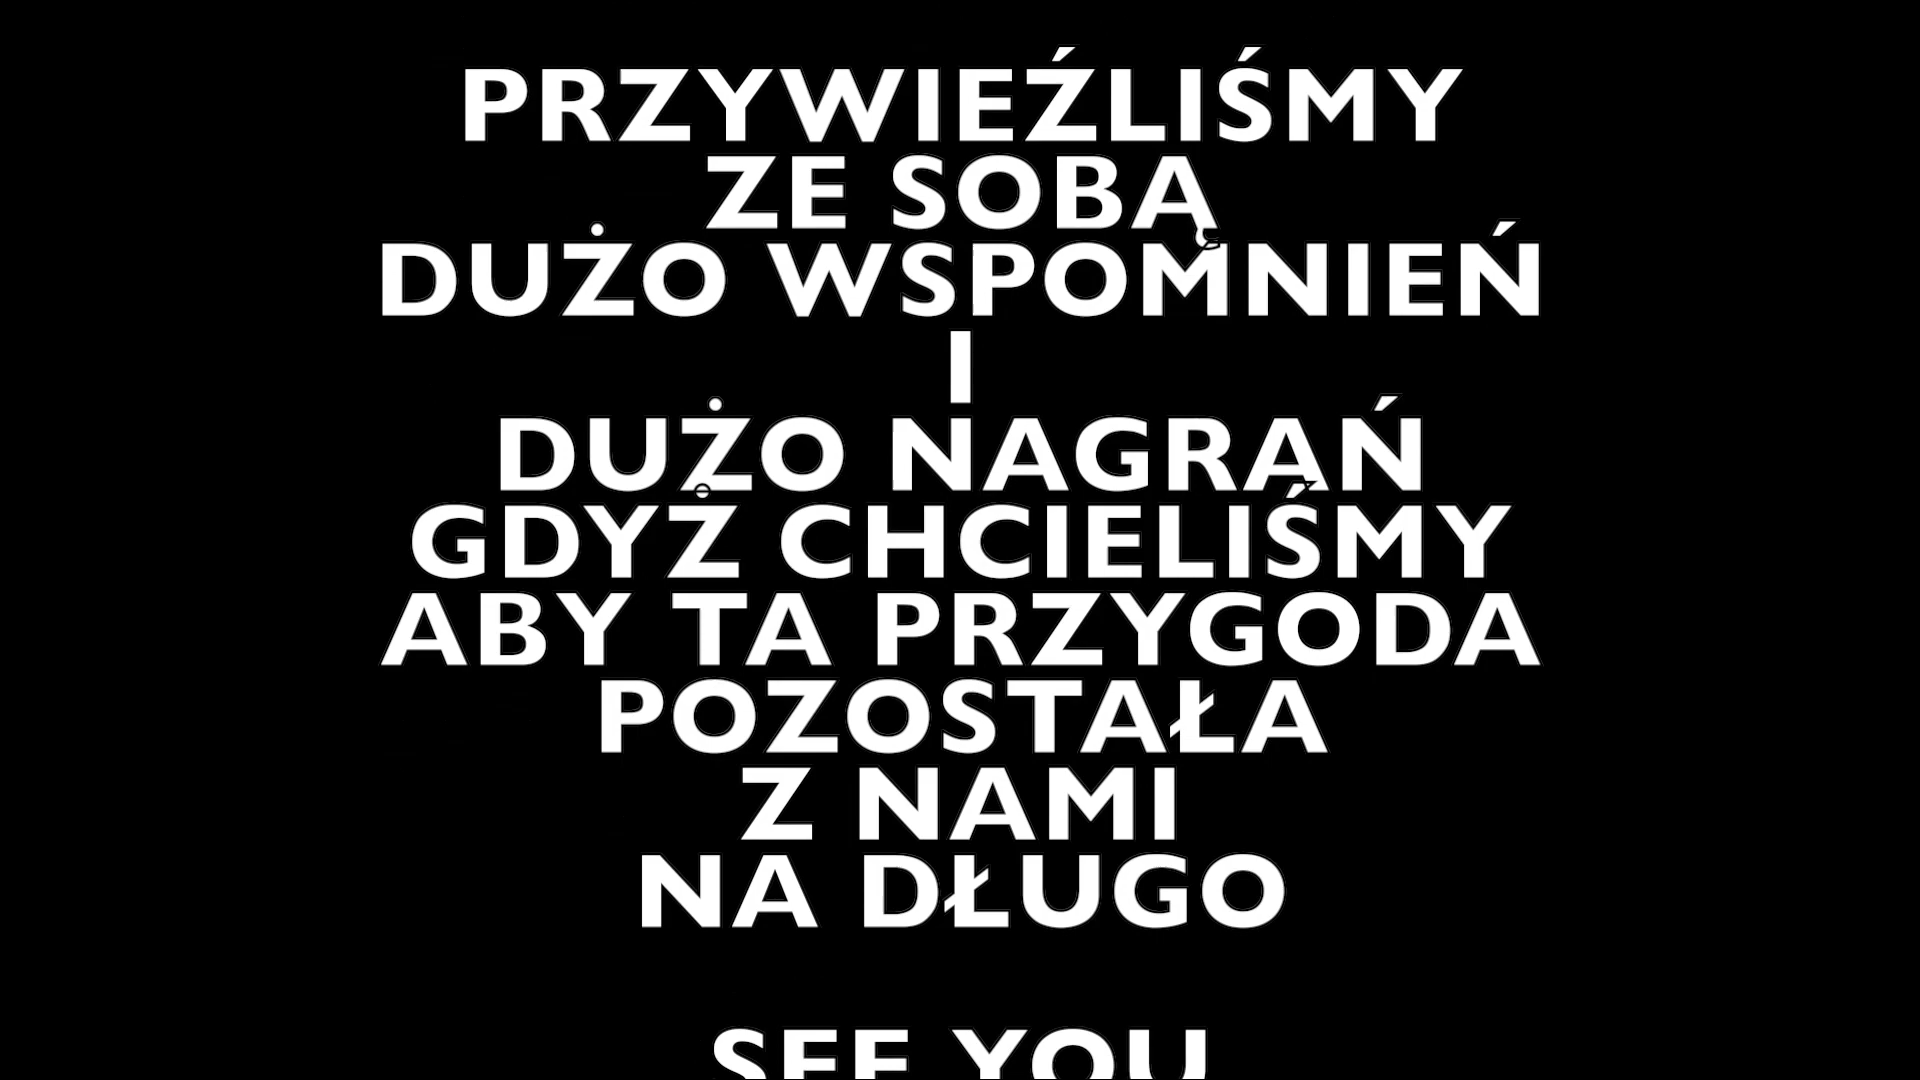 PRZYWIEŹLIŚMY
ZE SOBĄ
DUŻO WSPOMNIEŃ
I
DUŻO NAGRAŃ
GDYŻ CHCIELIŚMY
ABY TA PRZYGODA
POZOSTAŁA
Z NAMI
NA DŁUGO
SEE YOU